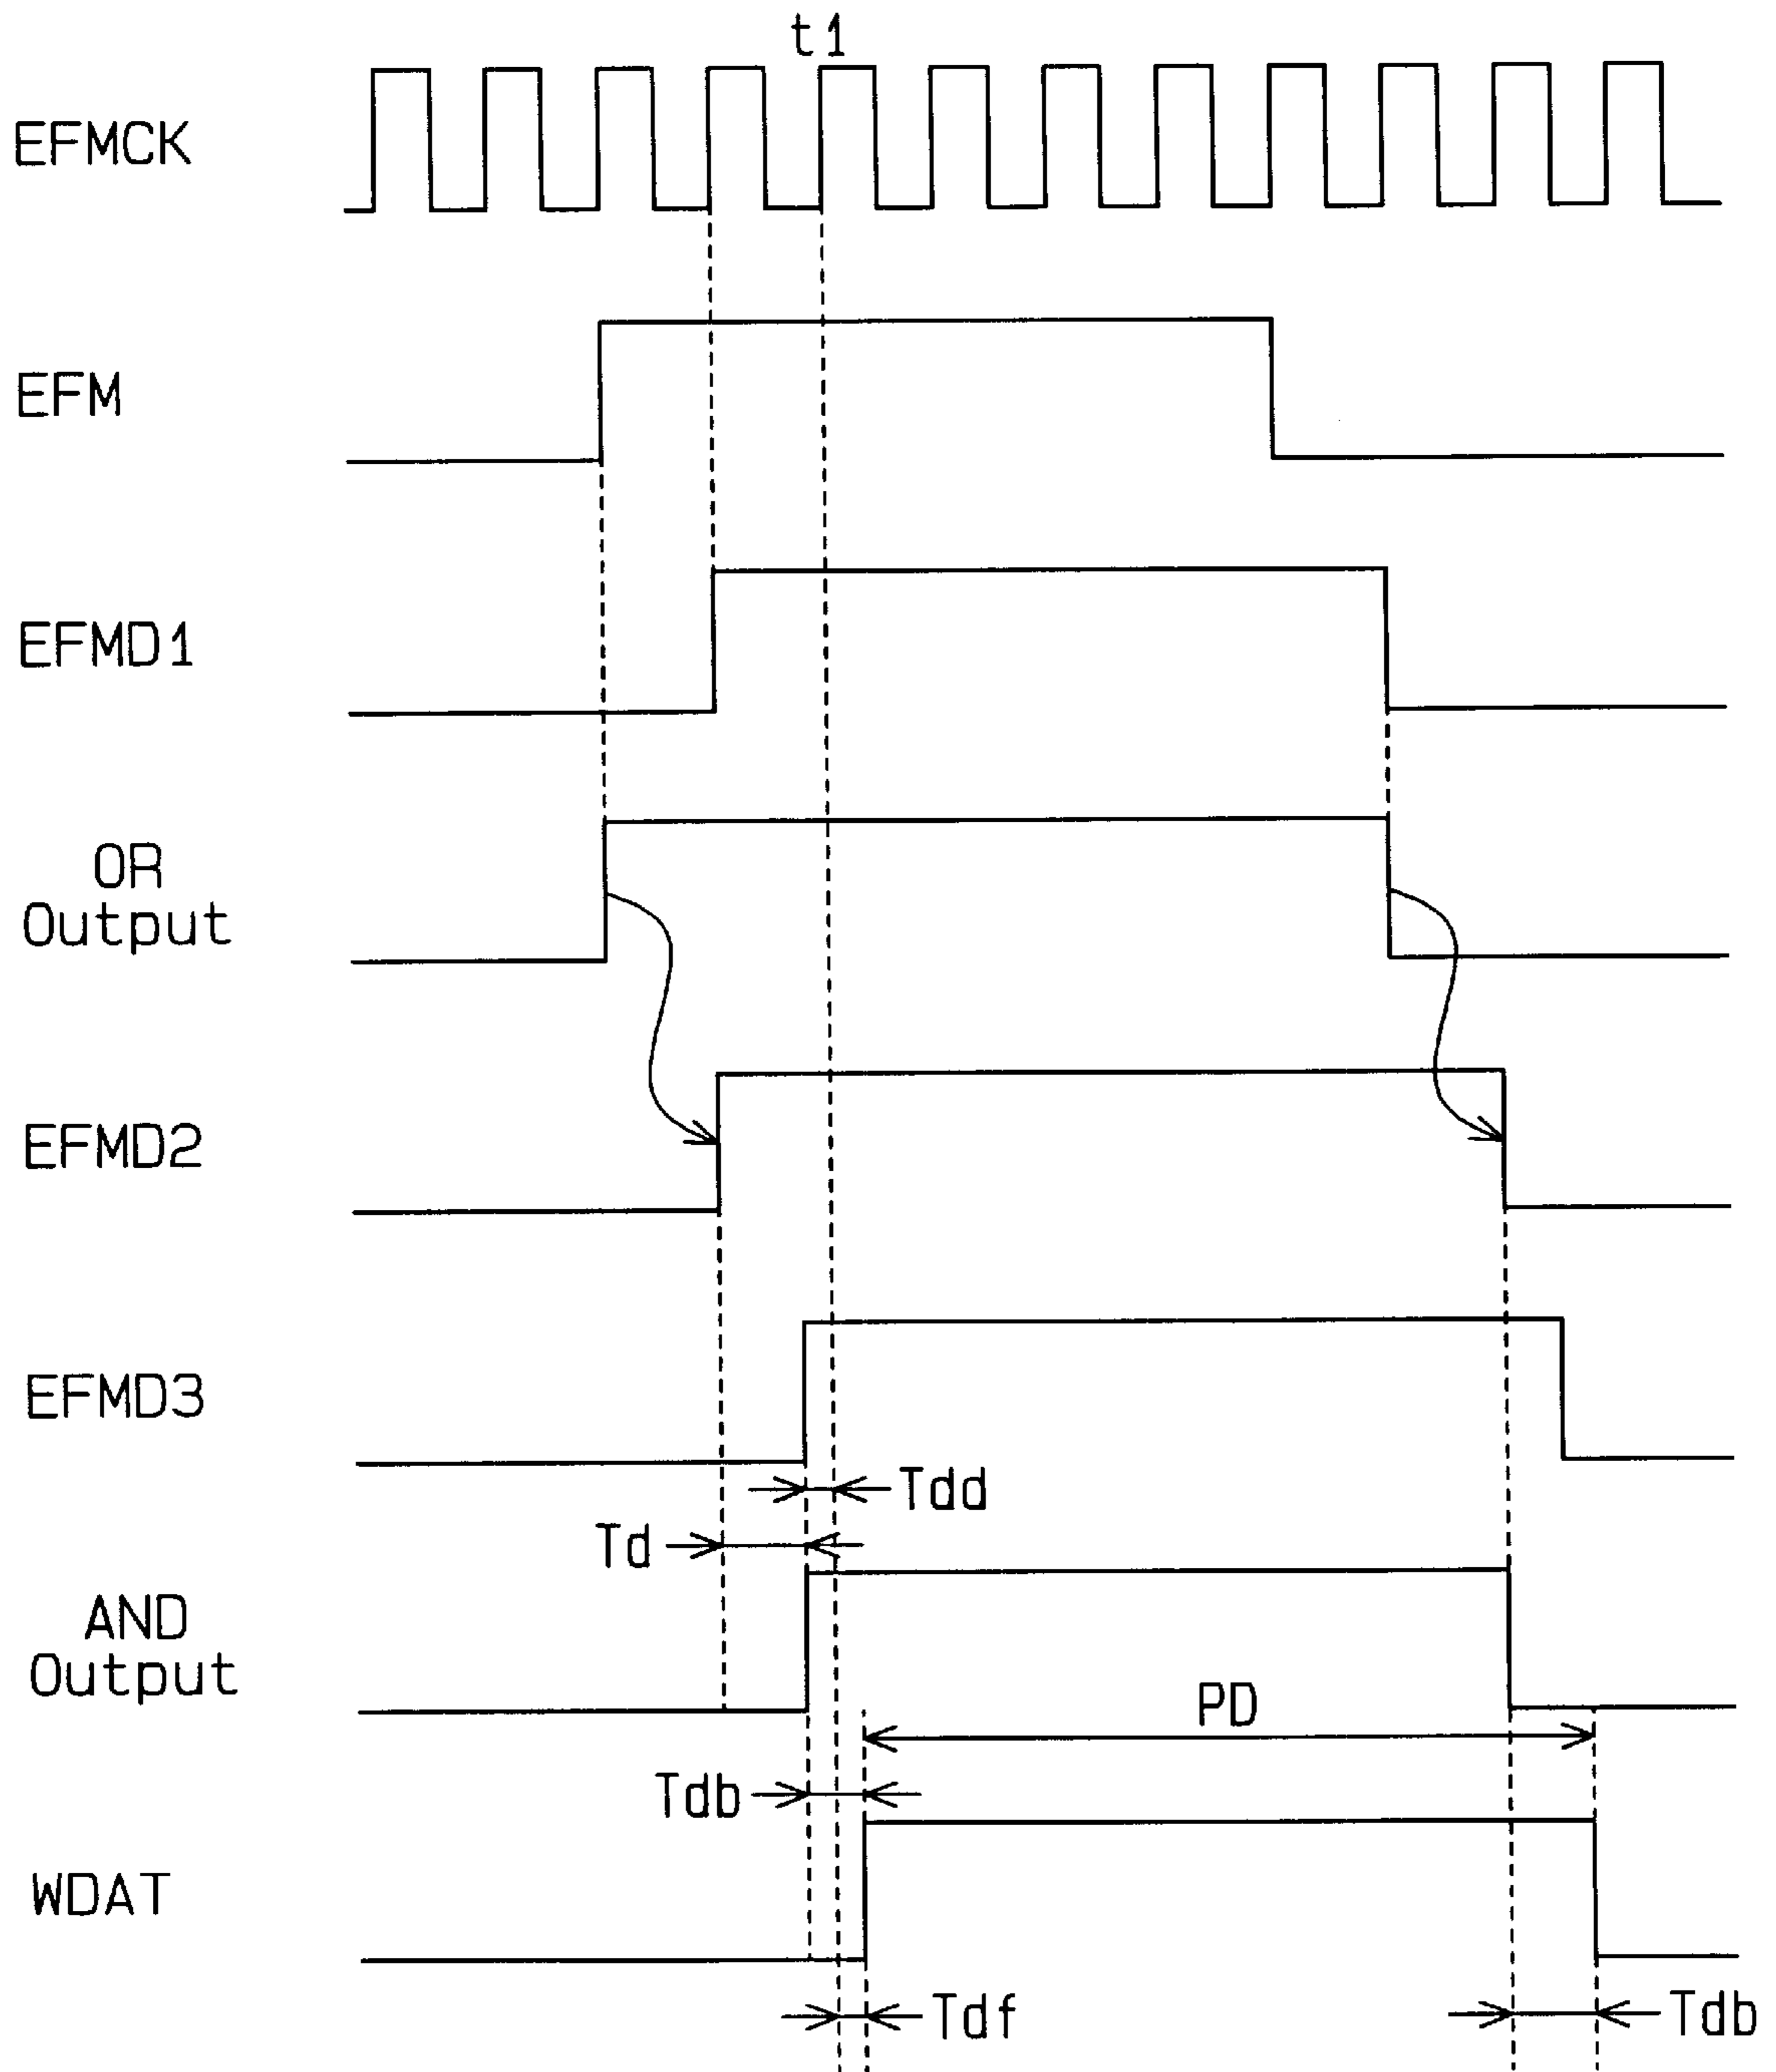 t1
EFMCK
EFM
EFMD1
OR
Output
EFMD2
EFMD3
Tdd
Td
AND
Output
PD
Tdb
WDAT
Tdf
Tdb